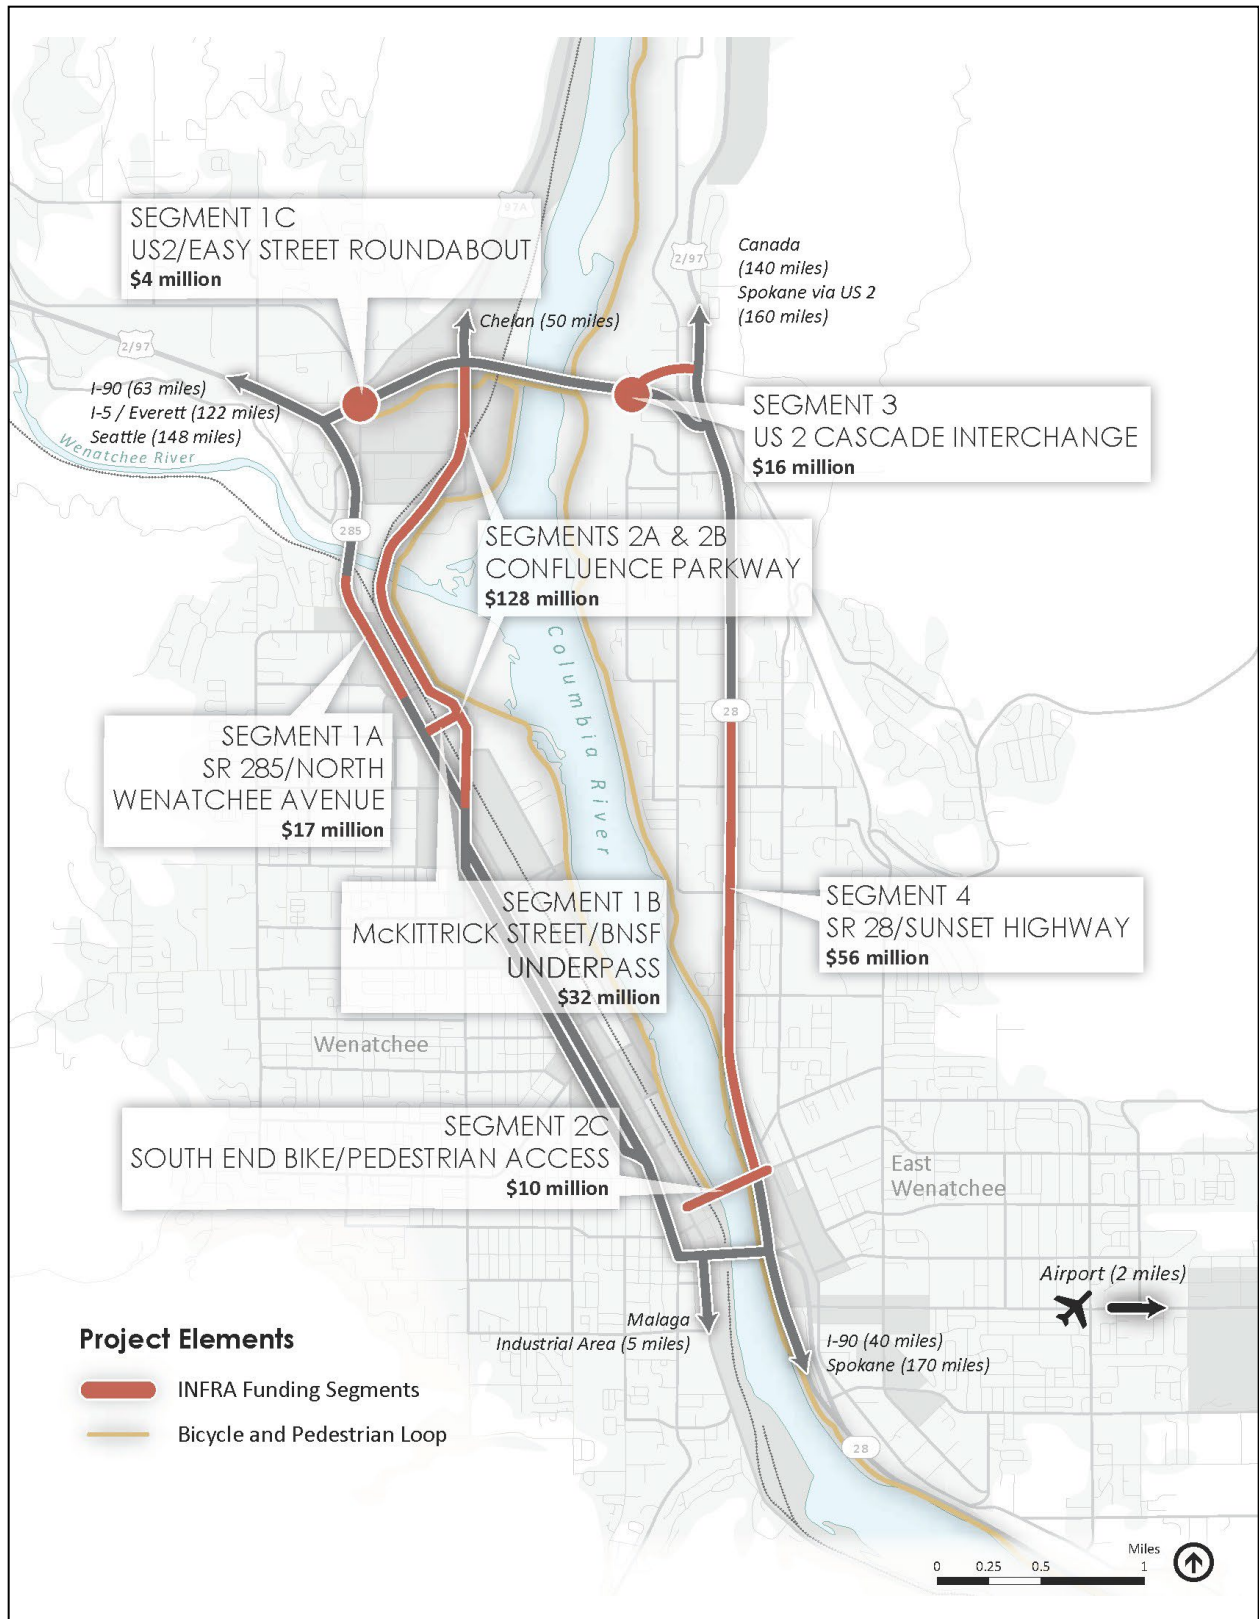 97A
SEGMENT 1C
US2/EASY STREET ROUNDABOUT
$4 million
2/97
Canada
(140 miles)
Spokane via US 2
(160 miles)
Chelan (50 miles)
2/97
I-90 (63 miles)
I-5 / Everett (122 miles)
Seattle (148 miles)
Wenatchee River
SEGMENT 3
US 2 CASCADE INTERCHANGE
$16 million
285
SEGMENTS 2A & 2B
CONFLUENCE PARKWAY
$128 million
Columbia River
28
SEGMENT 1A
SR 285/NORTH
WENATCHEE AVENUE
$17 million
SEGMENT 1B
McKITTRICK STREET/BNSF
UNDERPASS
$32 million
SEGMENT 4
SR 28/SUNSET HIGHWAY
$56 million
Wenatchee
SEGMENT 2C
SOUTH END BIKE/PEDESTRIAN ACCESS
$10 million
East
Wenatchee
Airport (2 miles)
Malaga
Industrial Area (5 miles)
I-90 (40 miles)
Spokane (170 miles)
Project Elements
INFRA Funding Segments
Bicycle and Pedestrian Loop
28
Miles
0 0.25 0.5 1